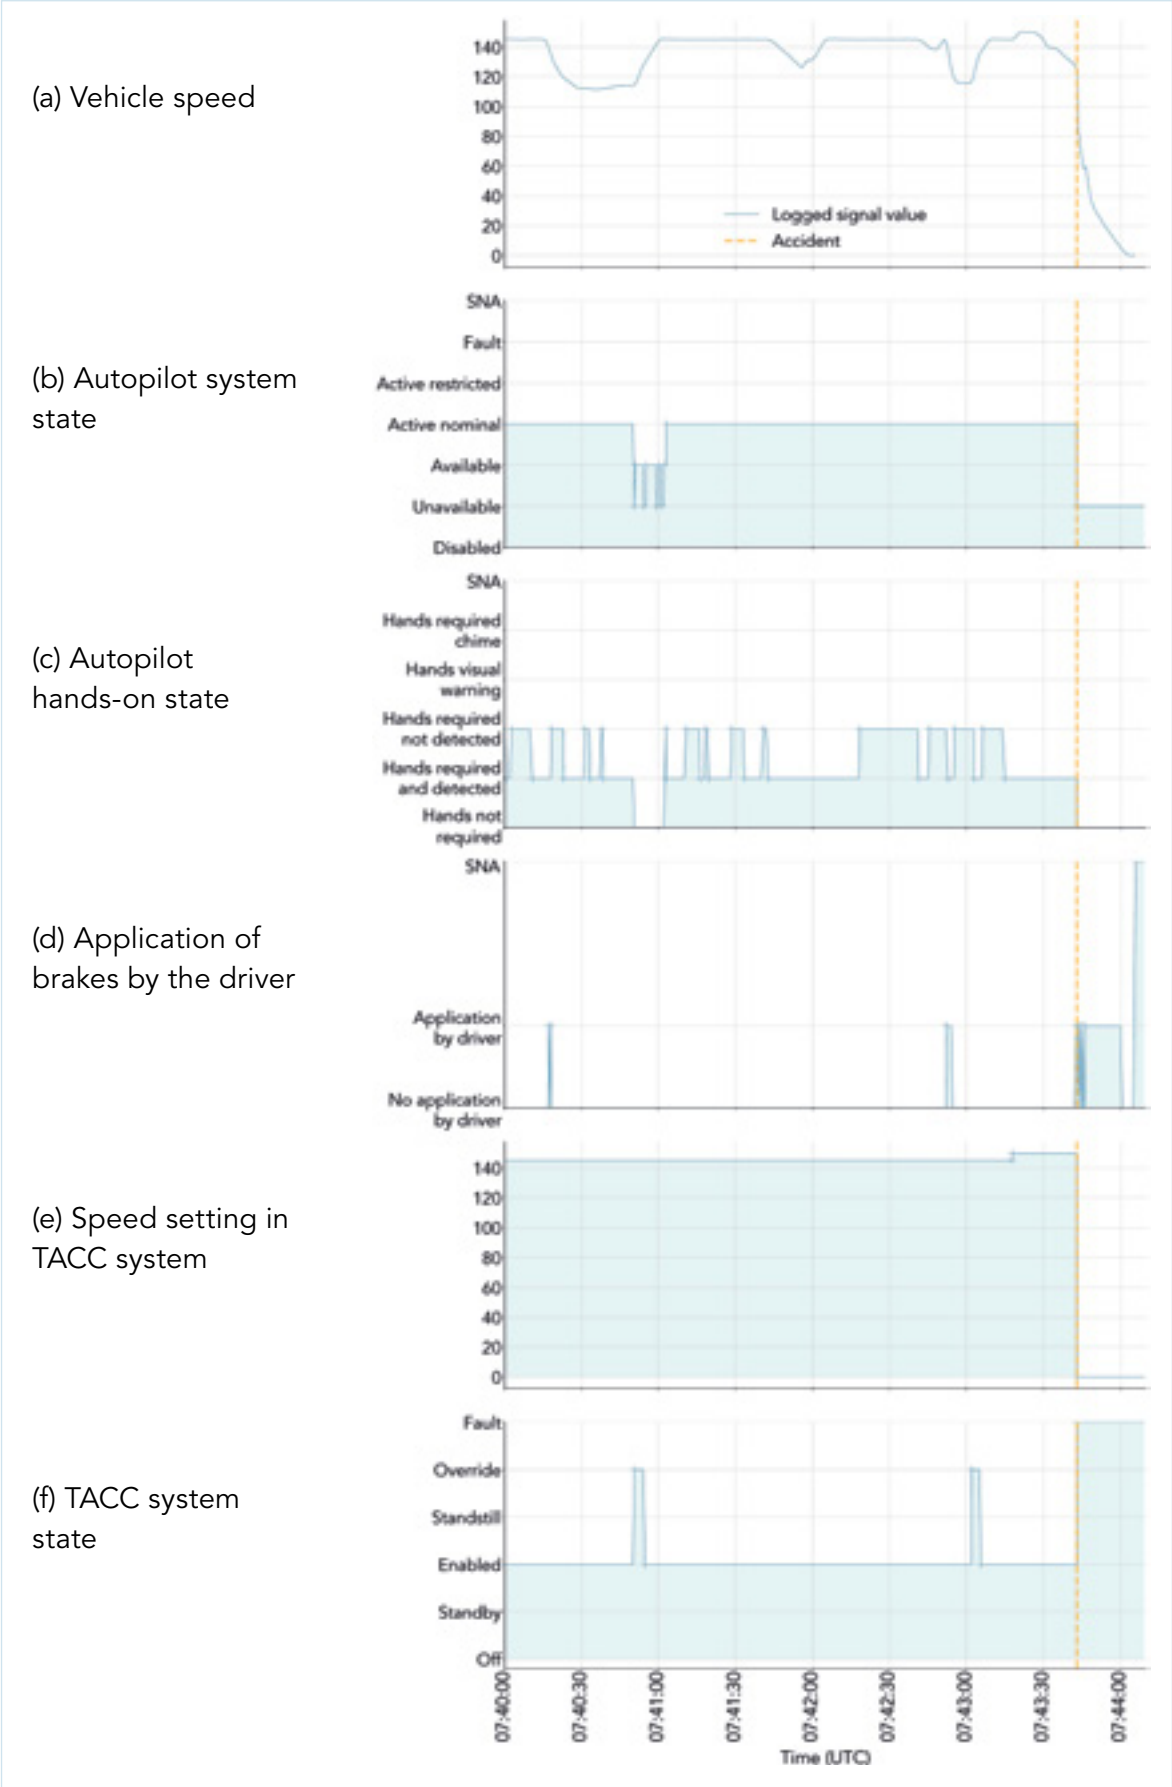 (a) Vehicle speed
140
120
100
80
60
40
20
0
Logged signal value
Accident
(b) Autopilot system
state
SNA
Fault
Active restricted
Active nominal
Available
Unavailable
Disabled
(c) Autopilot
hands-on state
SNA
Hands required
chime
Hands visual
warning
Hands required
not detected
Hands required
and detected
Hands not
required
(d) Application of
brakes by the driver
SNA
Application
by driver
No application
by driver
(e) Speed setting in
TACC system
140
120
100
80
60
40
20
0
(f) TACC system
state
Fault
Override
Standstill
Enabled
Standby
Off
07:40:00
07:40:30
07:41:00
07:41:30
07:42:00
07:42:30
07:43:00
07:43:30
07:44:00
Time (UTC)